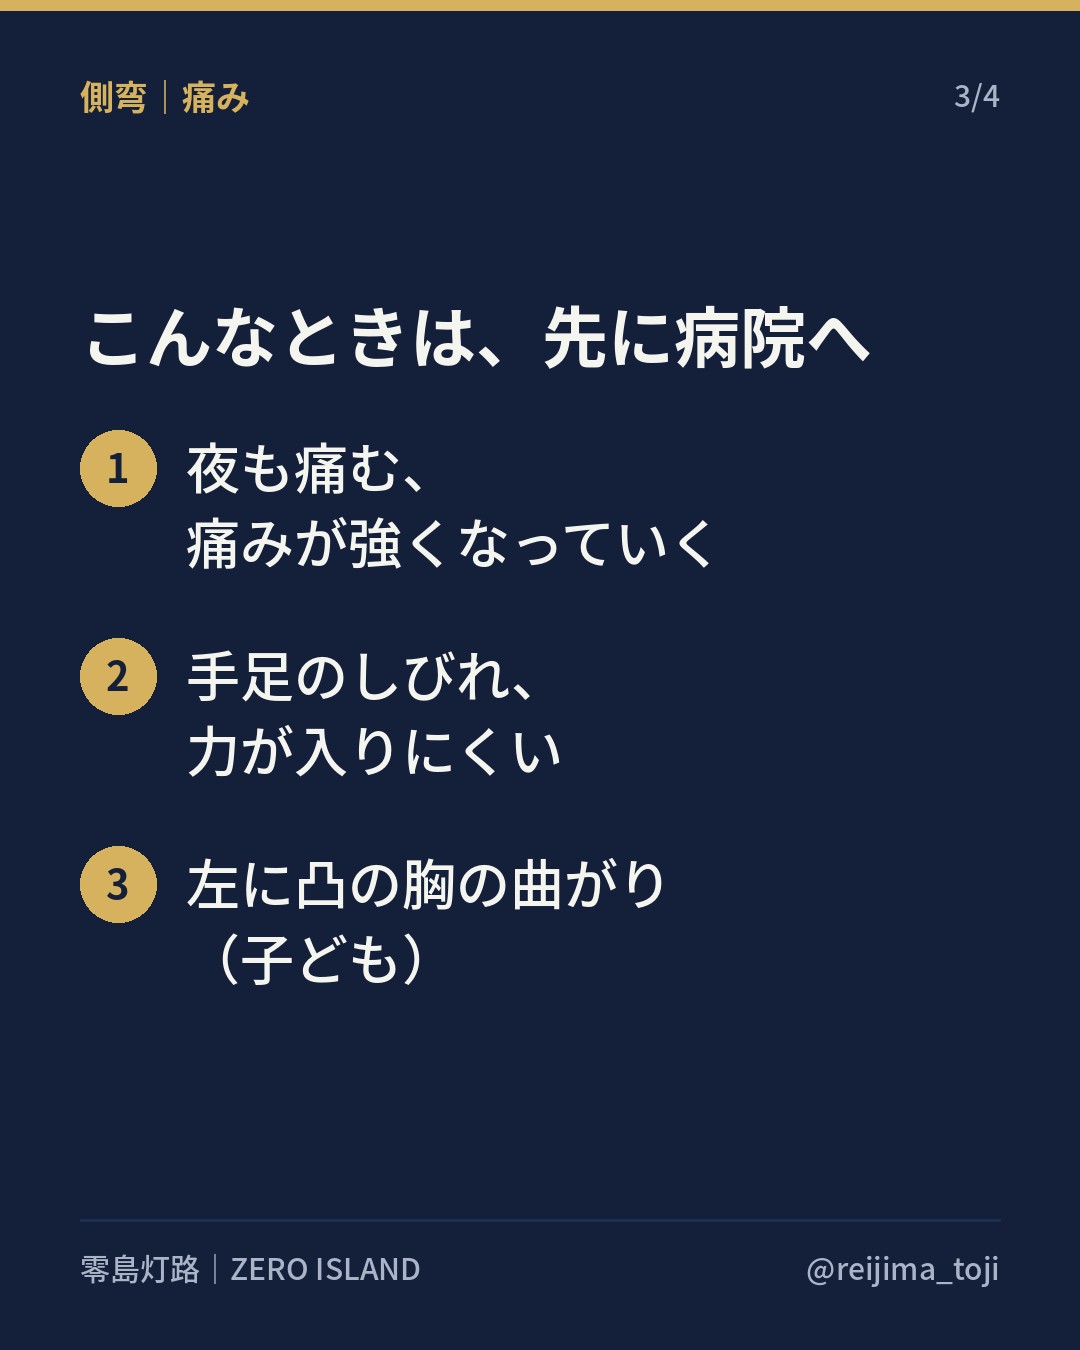 側弯｜痛み
3/4
こんなときは、先に病院へ
1 夜も痛む、
痛みが強くなっていく
2 手足のしびれ、
力が入りにくい
3 左に凸の胸の曲がり
（子ども）
零島灯路｜ZERO ISLAND
@reijima_toji